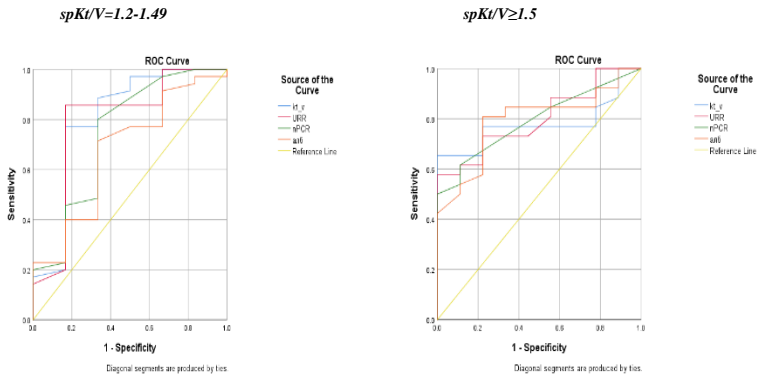 spKt/V=1.2-1.49
ROC Curve
Sensitivity
1.0
0.8
0.6
0.4
0.2
0.0
0.0 0.2 0.4 0.6 0.8 1.0
1 - Specificity
Diagonal segments are produced by ties.
Source of the
Curve
kt_v
URR
nPCR
anti
Reference Line
spKt/V≥1.5
ROC Curve
Sensitivity
1.0
0.8
0.6
0.4
0.2
0.0
0.0 0.2 0.4 0.6 0.8 1.0
1 - Specificity
Diagonal segments are produced by ties.
Source of the
Curve
kt_v
URR
nPCR
anti
Reference Line